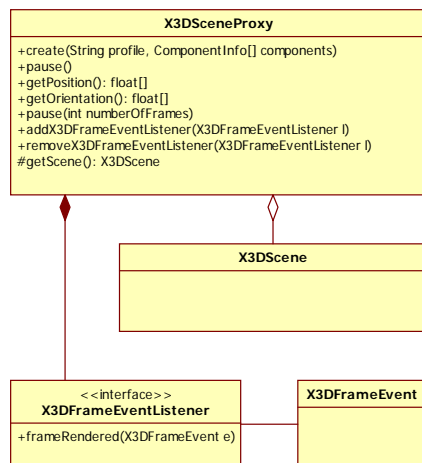 X3DSceneProxy
+create(String profile, ComponentInfo[] components)
+pause()
+getPosition(): float[]
+getOrientation(): float[]
+pause(int numberOfFrames)
+addX3DFrameEventListener(X3DFrameEventListener l)
+removeX3DFrameEventListener(X3DFrameEventListener l)
#getScene(): X3DScene
X3DScene
<<interface>>
X3DFrameEventListener
+frameRendered(X3DFrameEvent e)
X3DFrameEvent